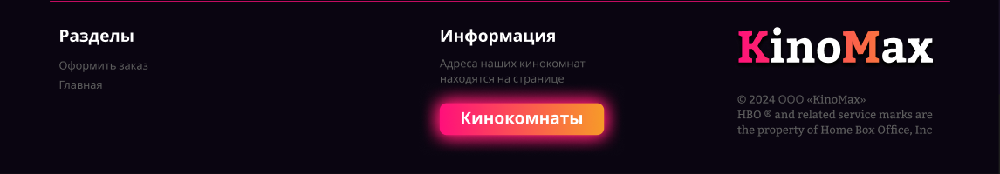 Разделы
Оформить заказ
Главная
Информация
Адреса наших кинокомнат
находятся на странице
Кинокомнаты
KinoMax
© 2024 ООО «KinoMax»
HBO ® and related service marks are
the property of Home Box Office, Inc